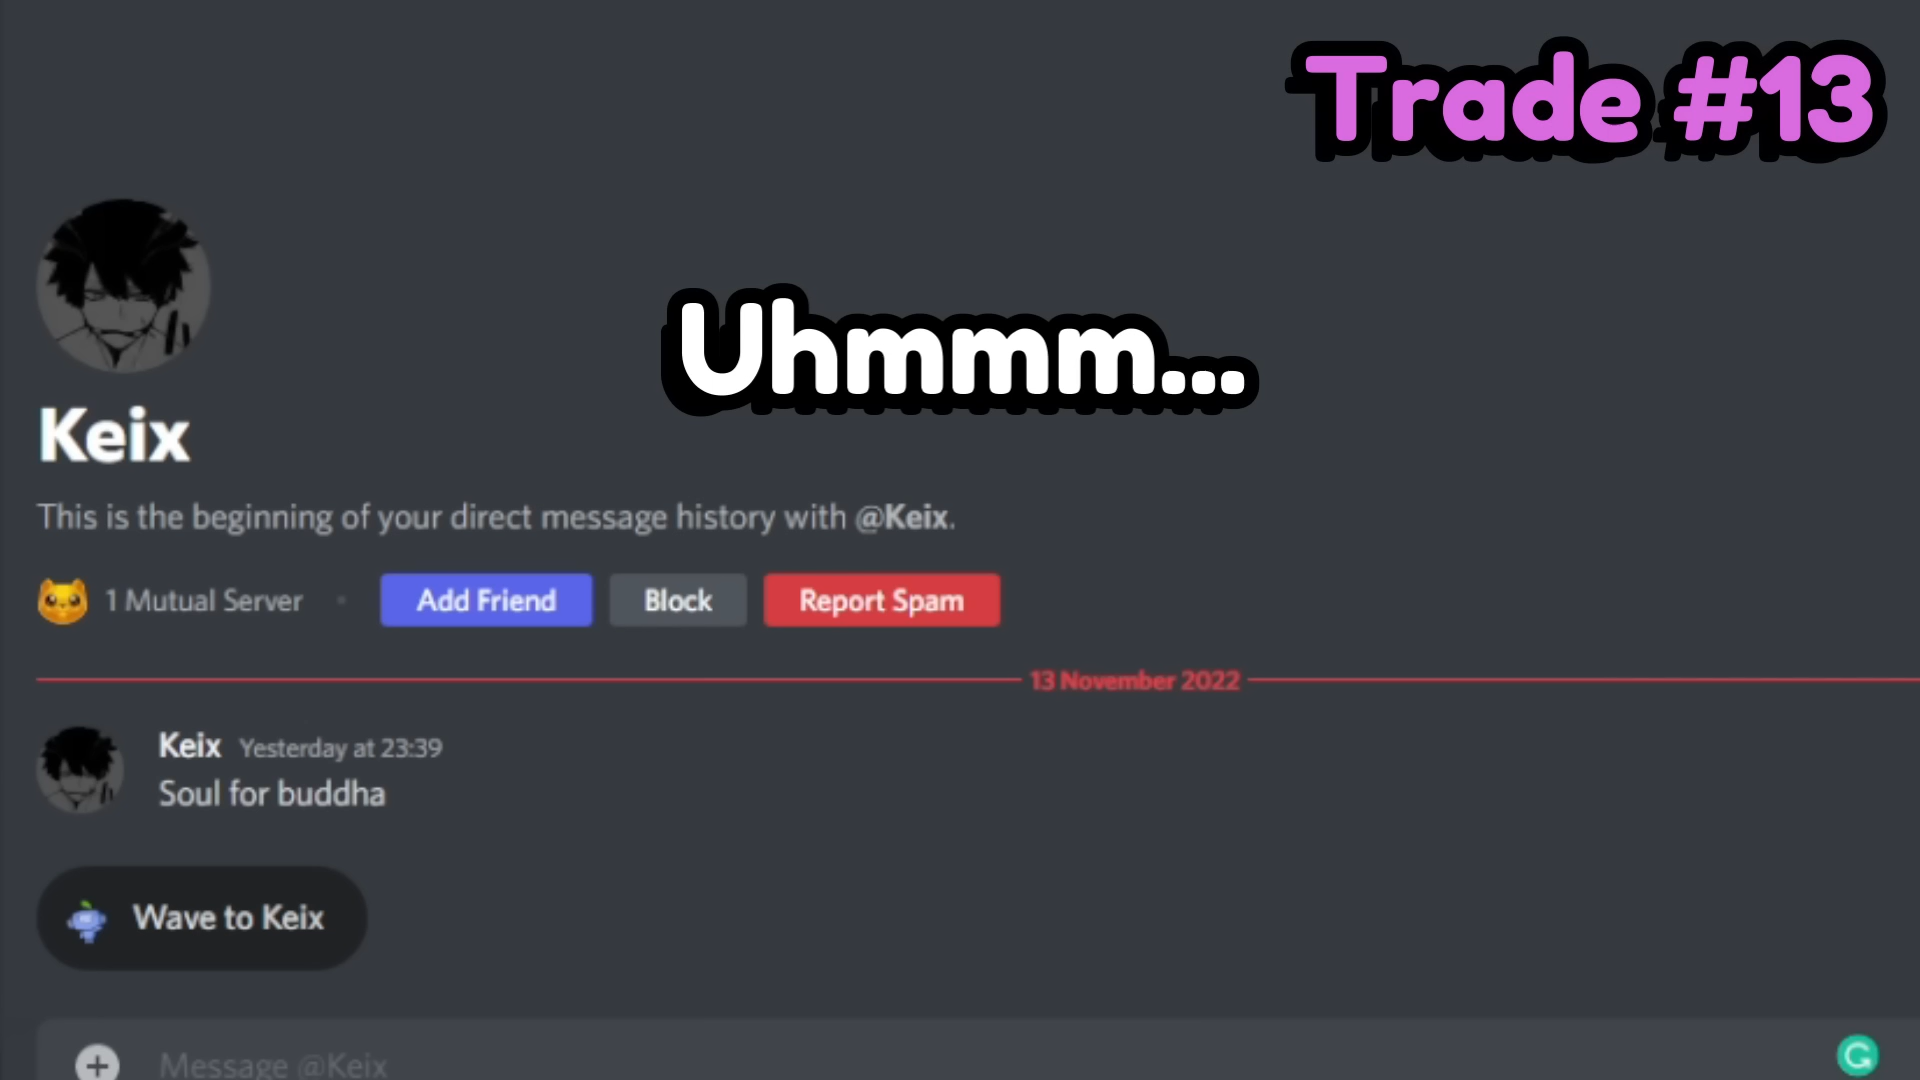 Trade #13
Uhmmm...
Keix
This is the beginning of your direct message history with @Keix.
1 Mutual Server
Add Friend
Block
Report Spam
13 November 2022
Keix Yesterday at 23:39
Soul for buddha
Wave to Keix
Message @Keix